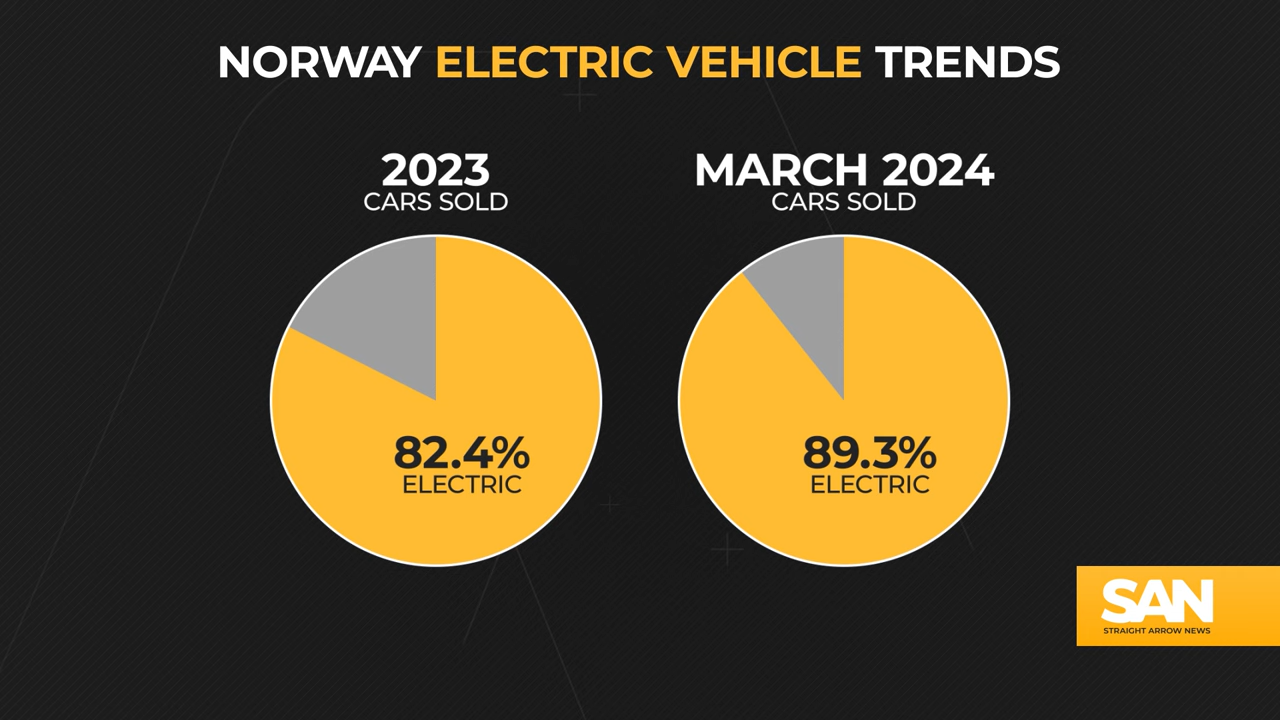 NORWAY ELECTRIC VEHICLE TRENDS
2023
CARS SOLD
82.4%
ELECTRIC
MARCH 2024
CARS SOLD
89.3%
ELECTRIC
SAN
STRAIGHT ARROW NEWS